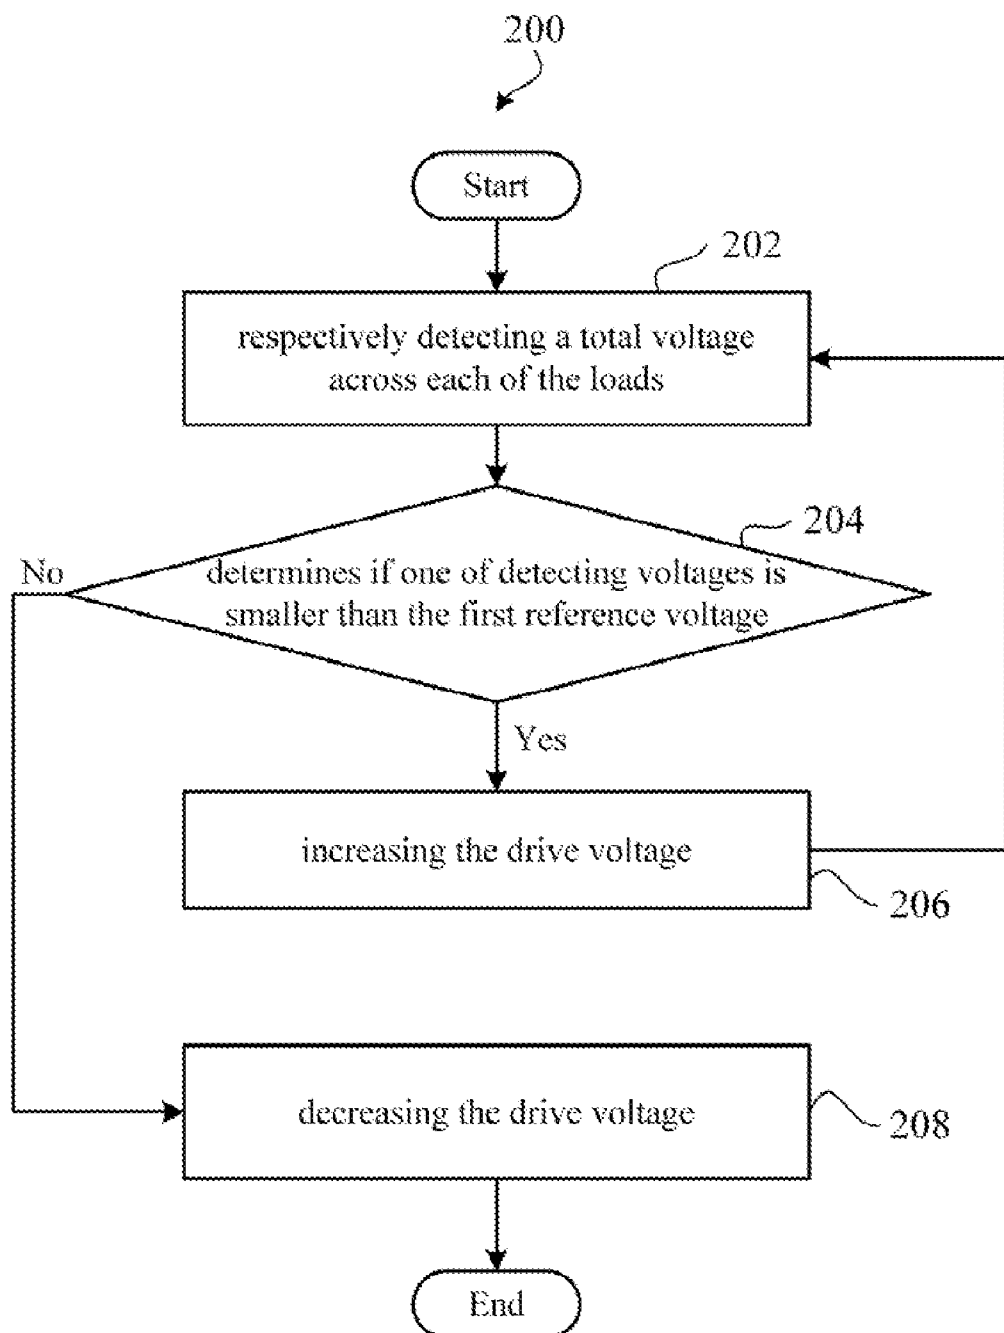 200
Start
202
respectively detecting a total voltage
across each of the loads
204
No
determines if one of detecting voltages is
smaller than the first reference voltage
Yes
increasing the drive voltage
206
decreasing the drive voltage
208
End